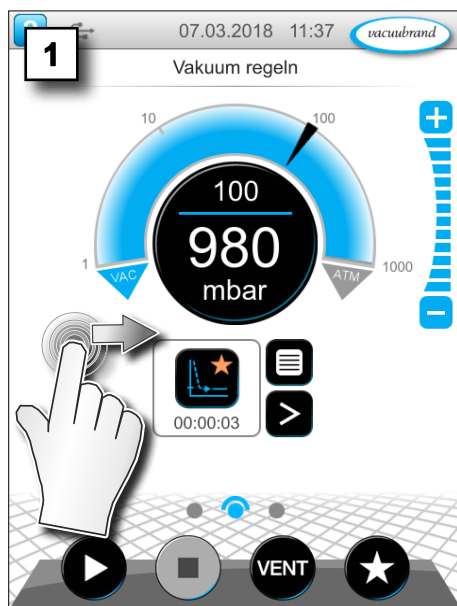 07.03.2018 11:37 vacuubrand
1
Vakuum regeln
10
100
100
980
mbar
1
1000
VAC
ATM
00:00:03
VENT